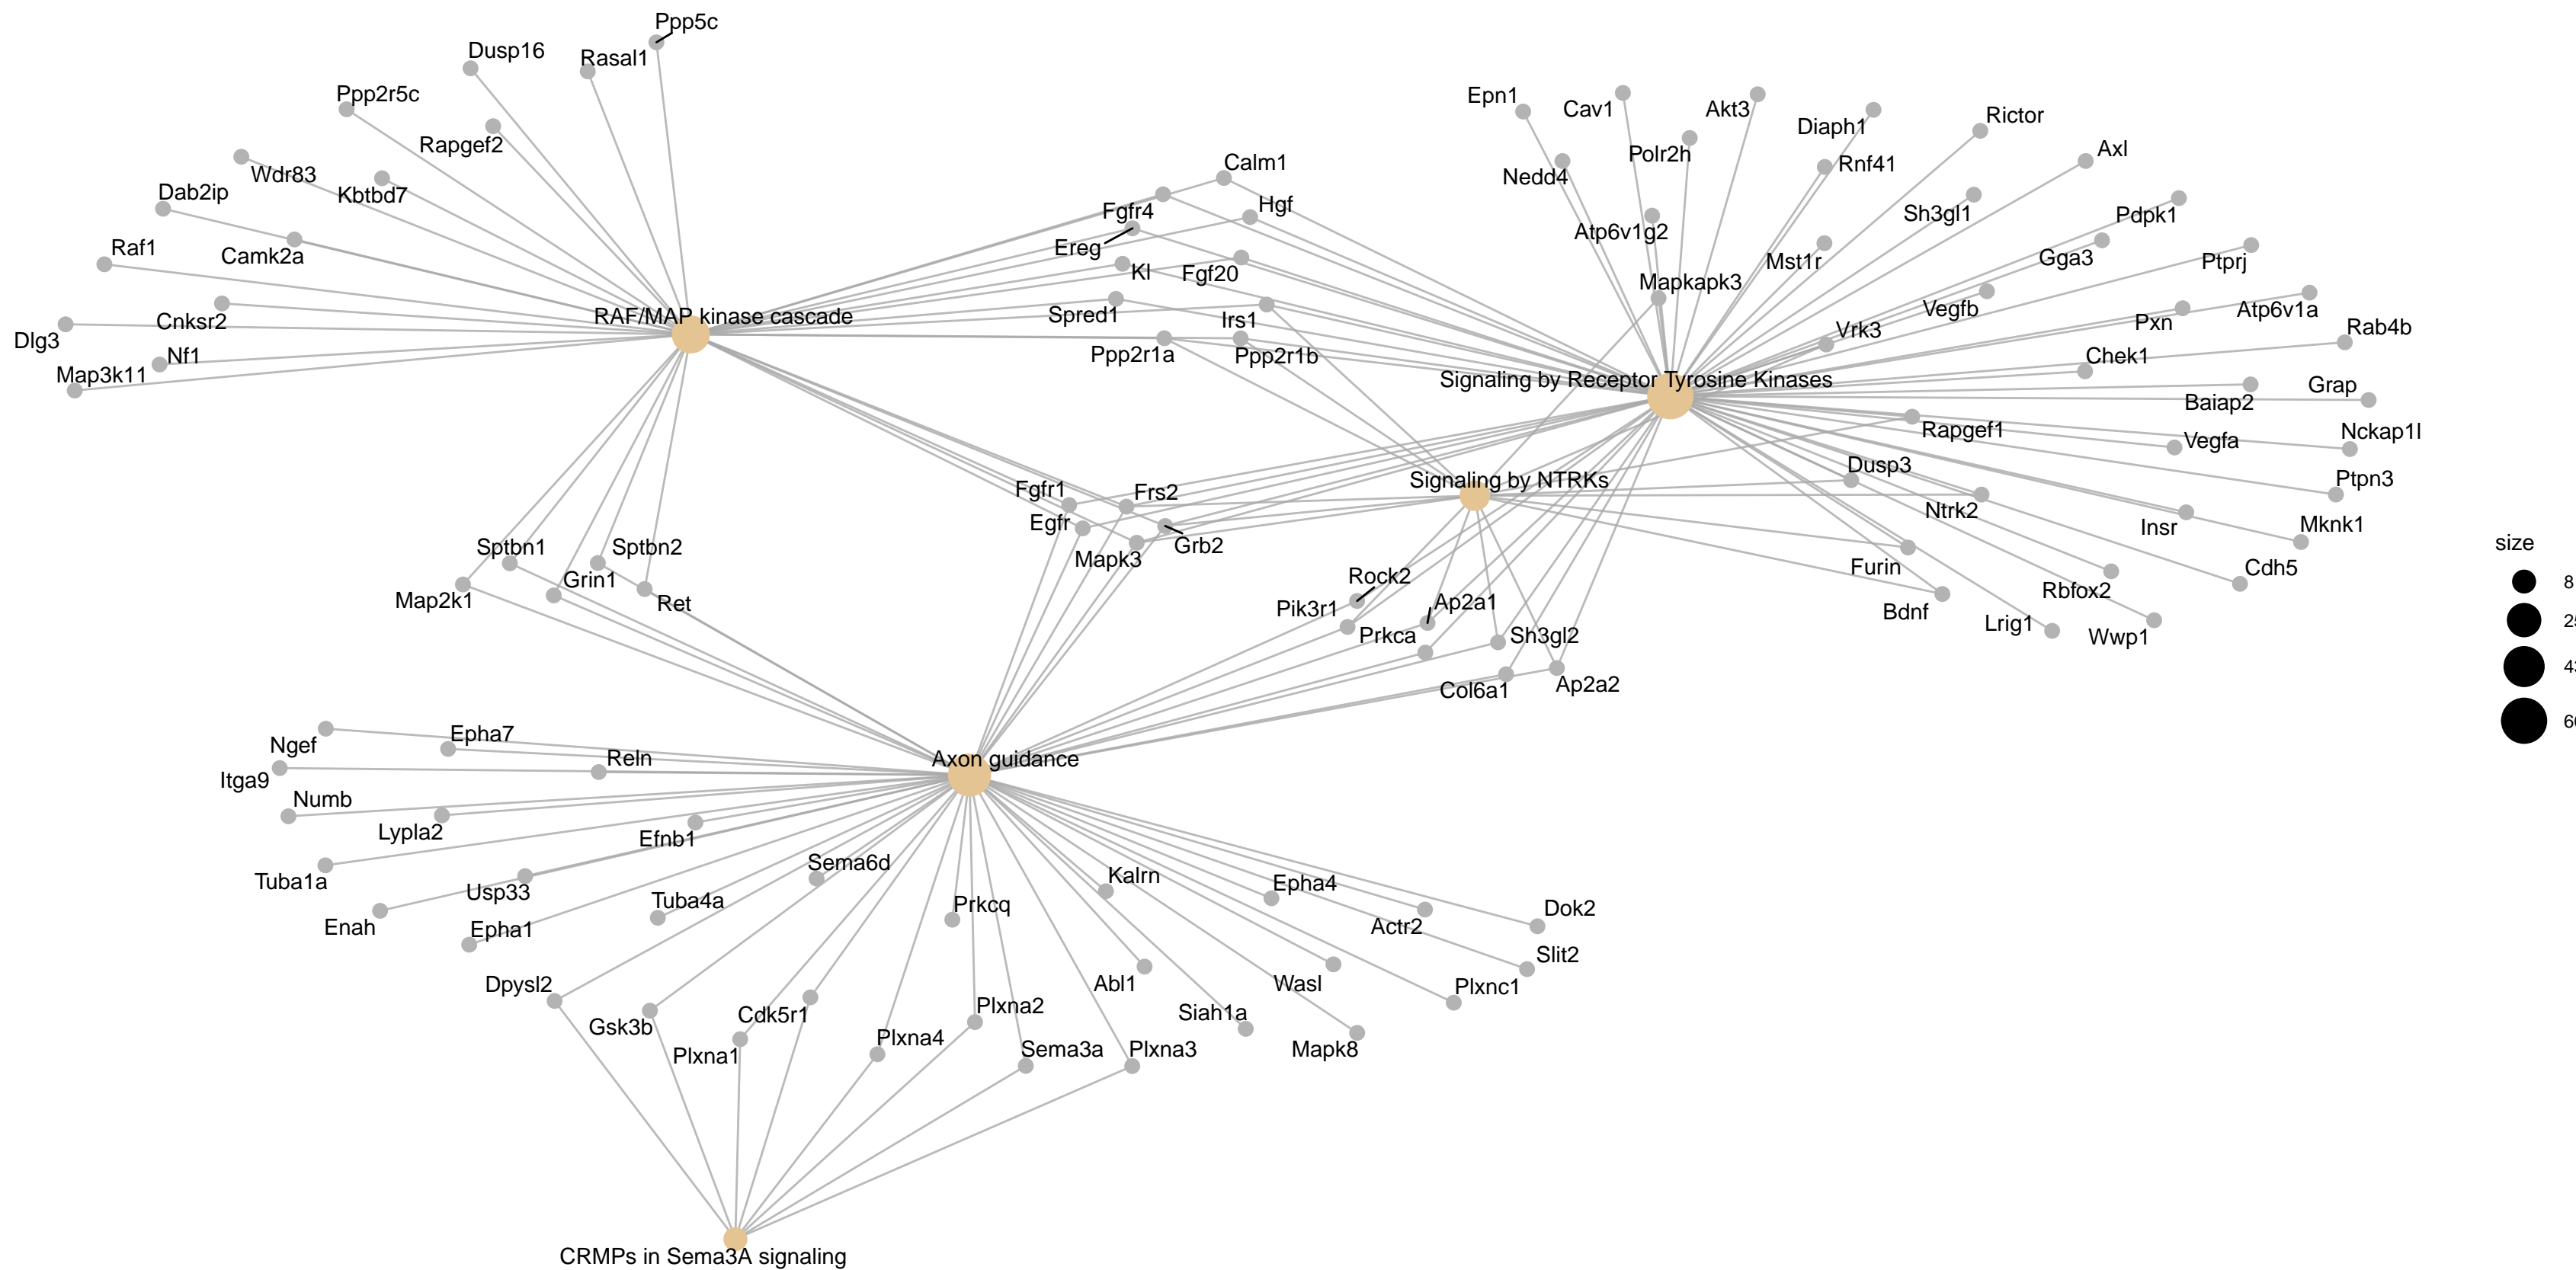 Ppp5c
Dusp16
Rasal1
Ppp2r5c
Rapgef2
Wdr83
Kbtbd7
Dab2ip
Raf1
Camk2a
Cnksr2
Dlg3
Nf1
Map3k11
RAF/MAP kinase cascade
Calm1
Fgfr4
Hgf
Ereg
Kl
Fgf20
Spred1
Irs1
Ppp2r1a
Ppp2r1b
Epn1
Cav1
Akt3
Diaph1
Rictor
Polr2h
Rnf41
Axl
Nedd4
Sh3gl1
Pdpk1
Atp6v1g2
Mst1r
Gga3
Ptprj
Mapkapk3
Vegfb
Pxn
Atp6v1a
Vrk3
Rab4b
Chek1
Signaling by Receptor Tyrosine Kinases
Baiap2
Grap
Rapgef1
Vegfa
Nckap1l
Dusp3
Ptpn3
Signaling by NTRKs
Ntrk2
Insr
Mknk1
Fgfr1
Frs2
Egfr
Mapk3
Grb2
Furin
Rbfox2
Cdh5
Bdnf
Lrig1
Wwp1
Sptbn1
Sptbn2
Grin1
Map2k1
Ret
Rock2
Pik3r1
Ap2a1
Prkca
Sh3gl2
Col6a1
Ap2a2
size
8
Ngef
Epha7
Reln
Itga9
Axon guidance
Numb
Lypla2
Efnb1
Tuba1a
Usp33
Sema6d
Enah
Tuba4a
Epha1
Prkcq
Kalrn
Epha4
Actr2
Dok2
Slit2
Dpysl2
Gsk3b
Cdk5r1
Plxna1
Plxna4
Plxna2
Sema3a
Plxna3
Abl1
Siah1a
Wasl
Mapk8
Plxnc1
CRMPs in Sema3A signaling